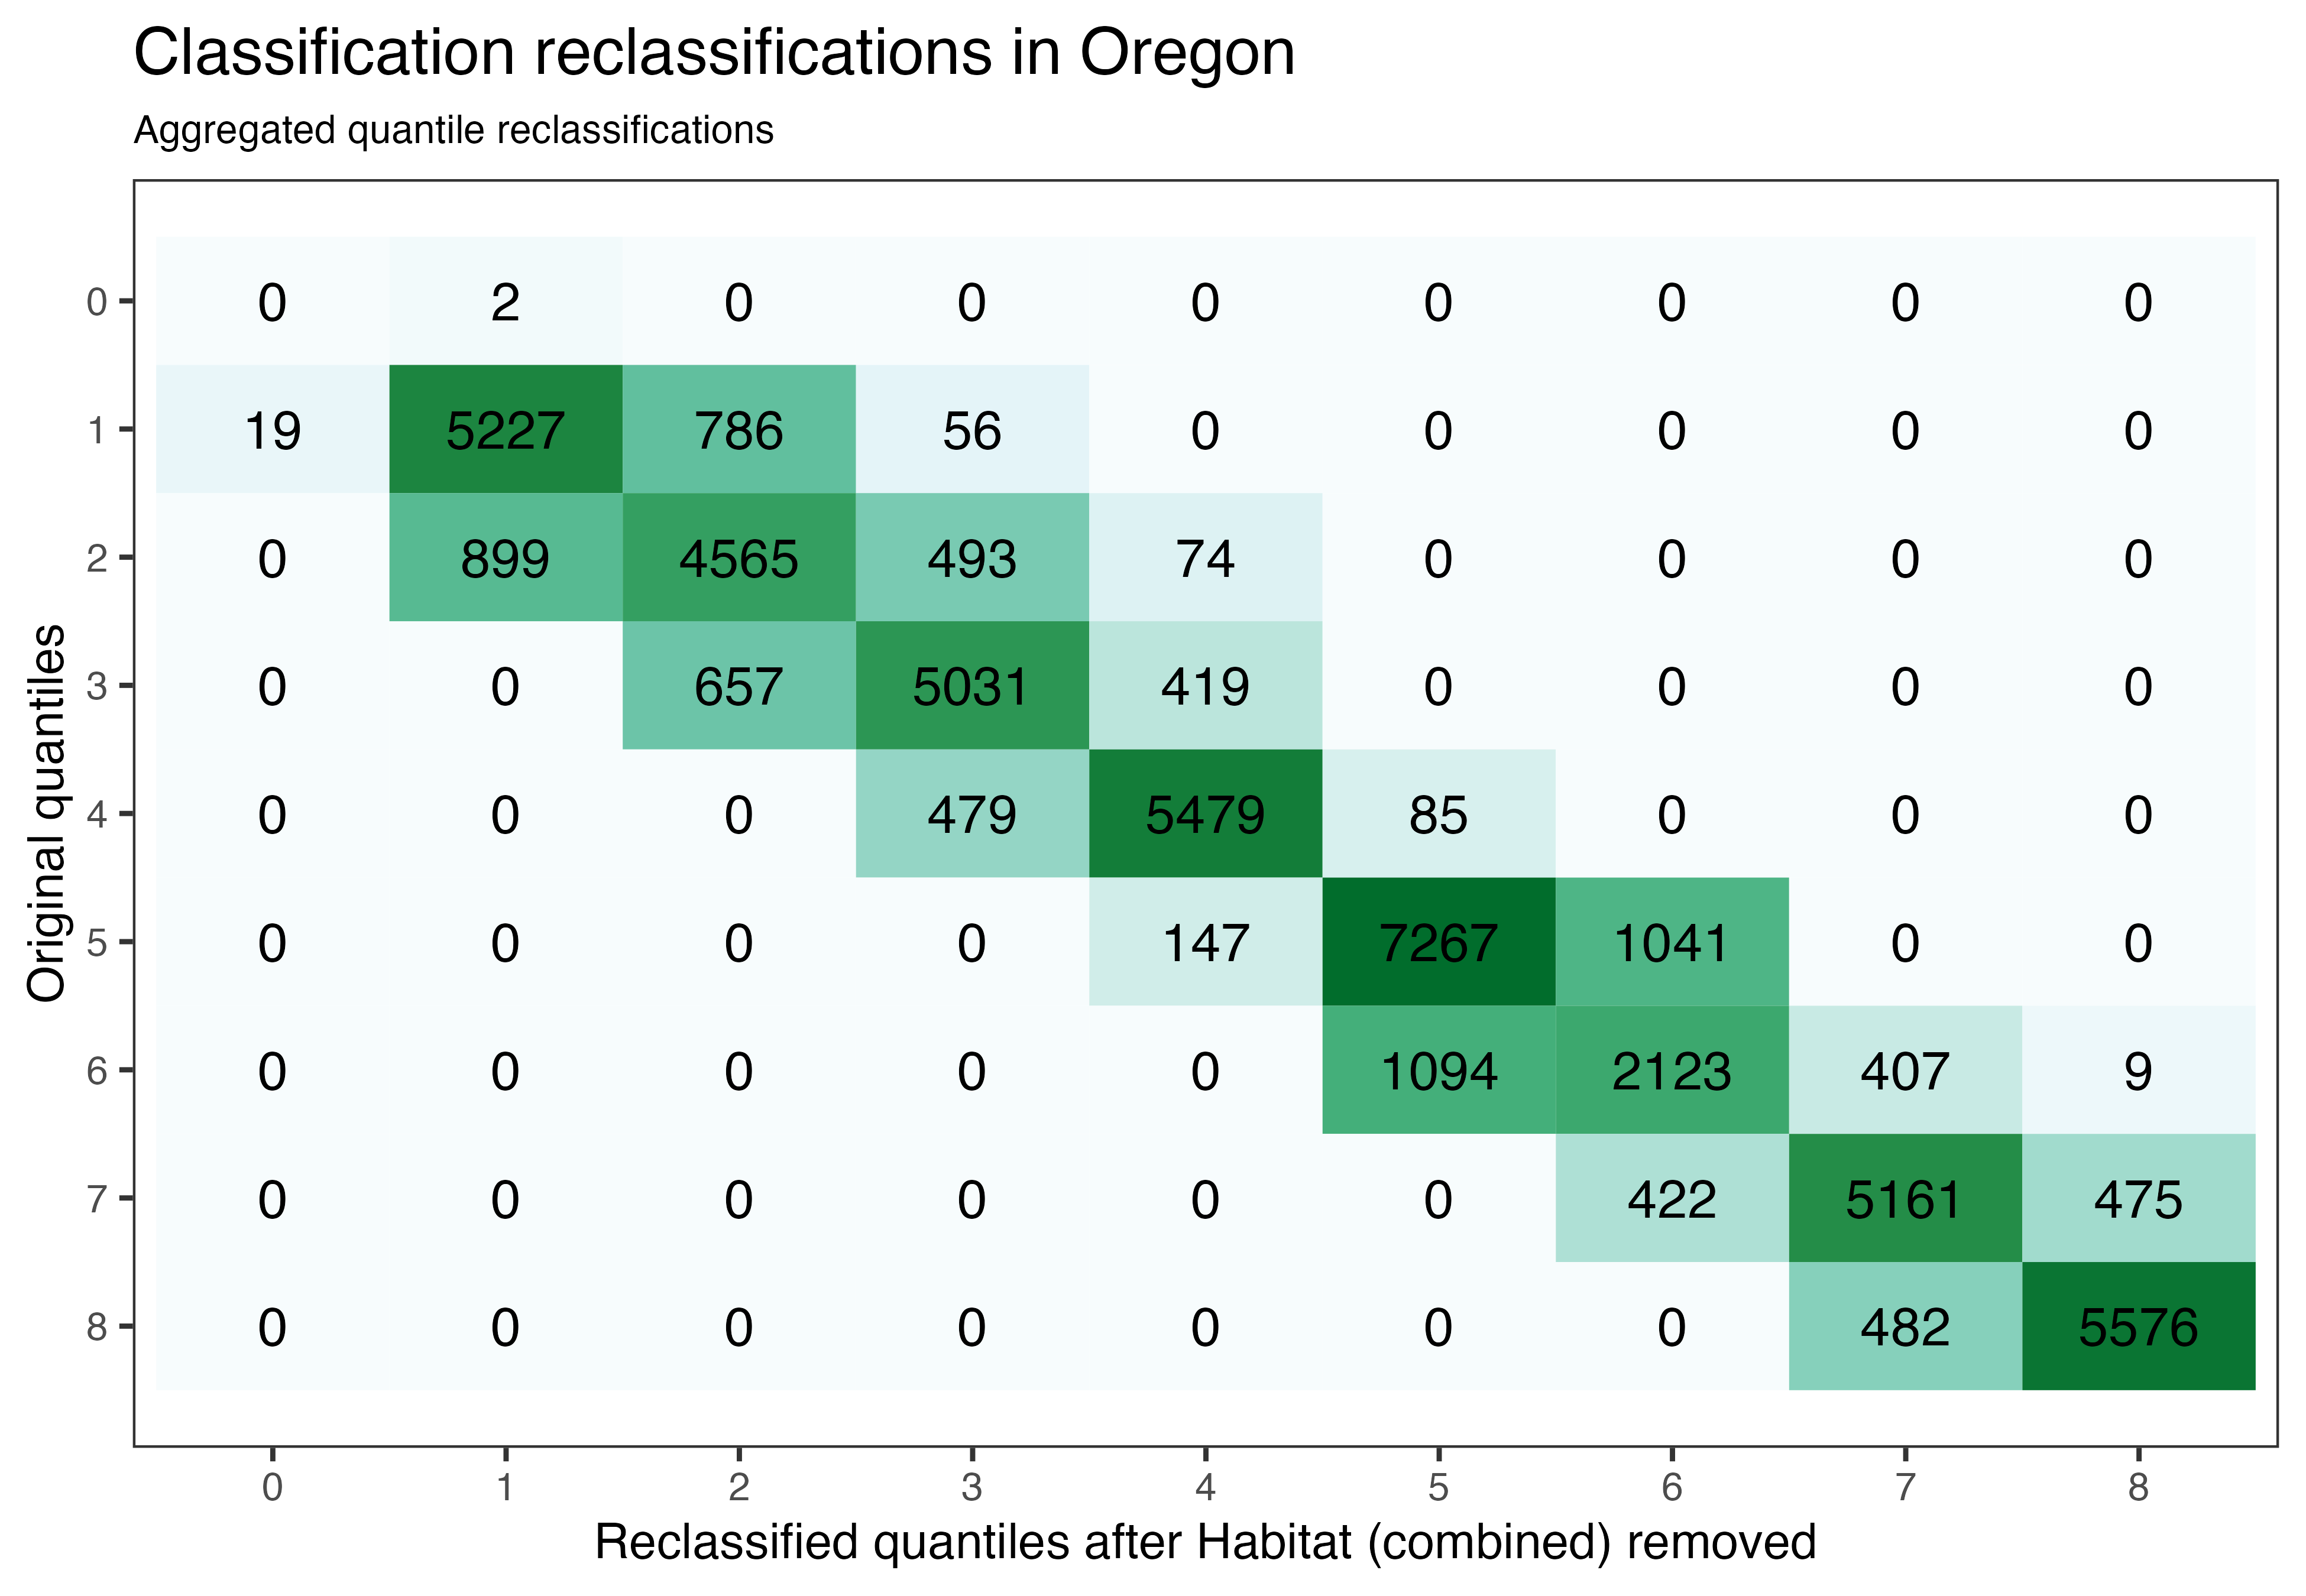 Classification reclassifications in Oregon
Aggregated quantile reclassifications
Original quantiles
0 0 2 0 0 0 0 0 0 0
1 19 5227 786 56 0 0 0 0 0
2 0 899 4565 493 74 0 0 0 0
3 0 0 657 5031 419 0 0 0 0
4 0 0 0 479 5479 85 0 0 0
5 0 0 0 0 147 7267 1041 0 0
6 0 0 0 0 0 1094 2123 407 9
7 0 0 0 0 0 0 422 5161 475
8 0 0 0 0 0 0 0 482 5576
0 1 2 3 4 5 6 7 8
Reclassified quantiles after Habitat (combined) removed